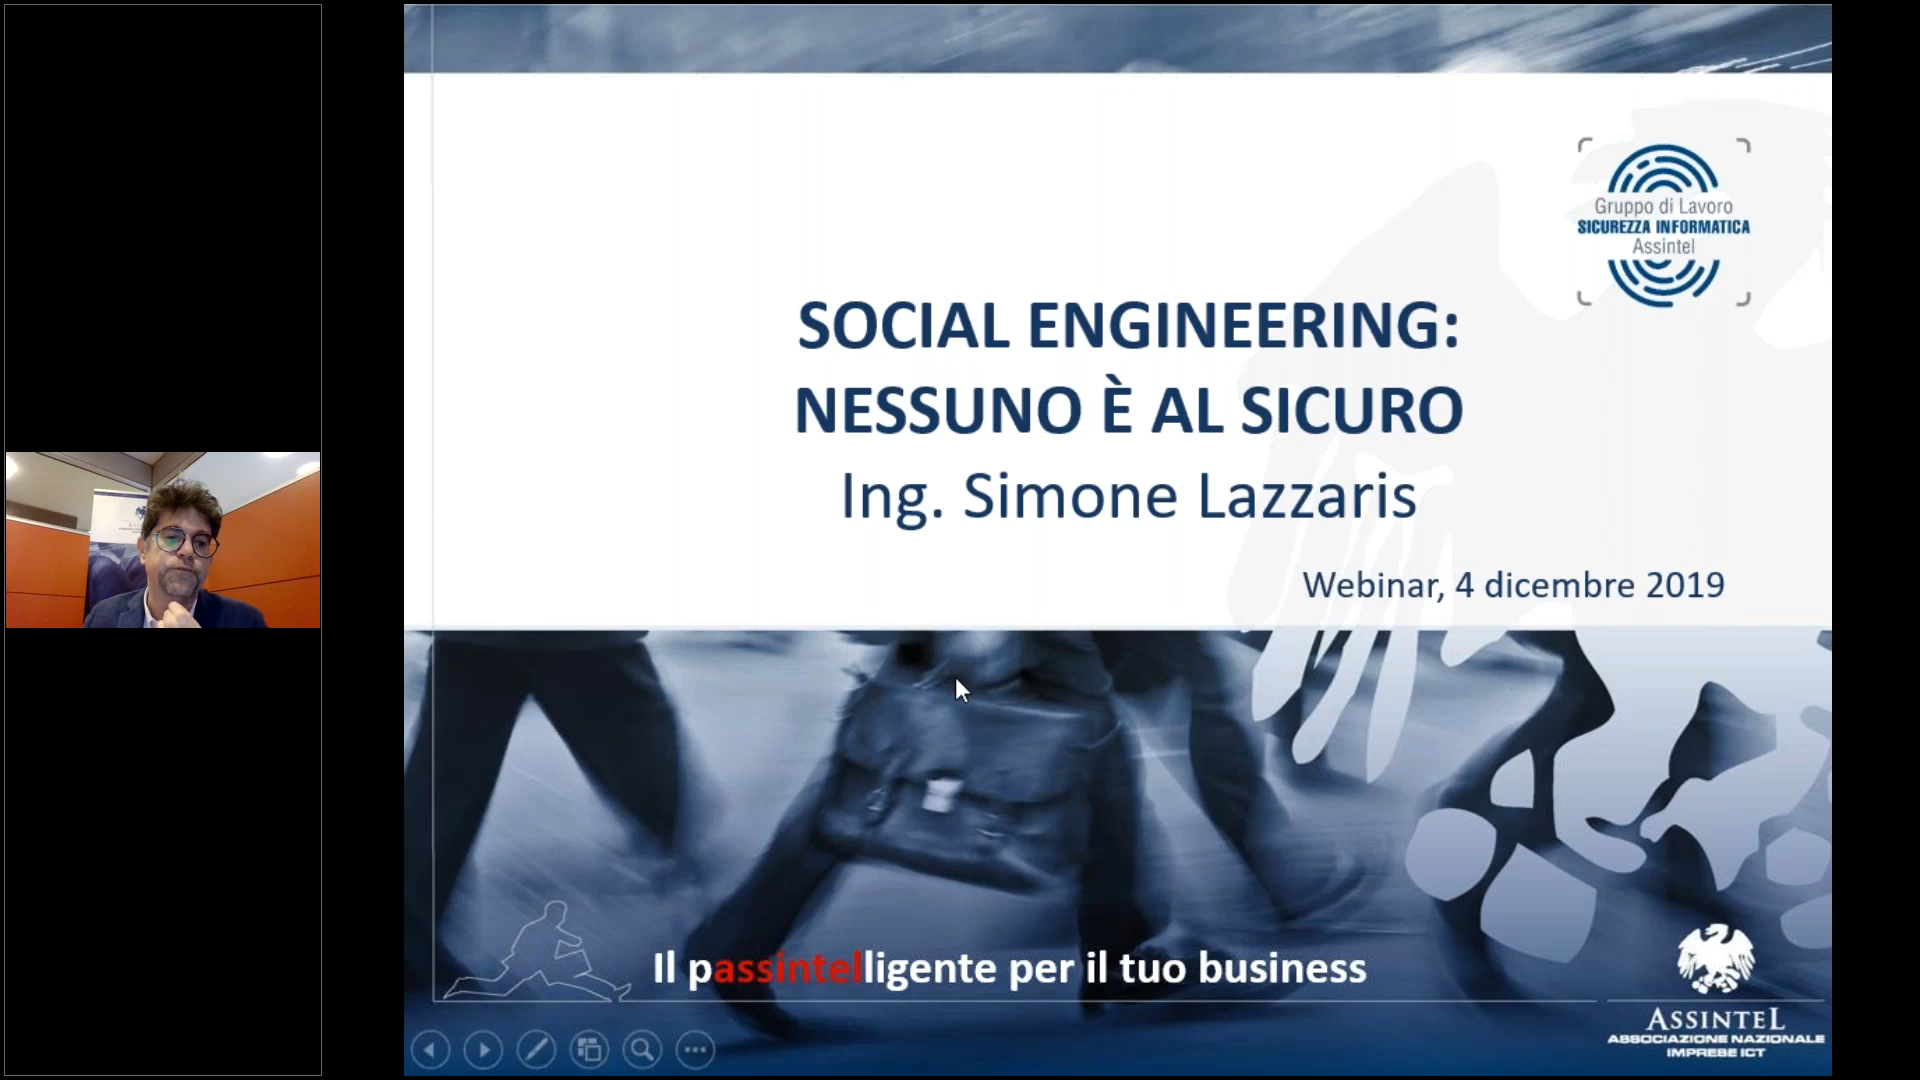 Gruppo di Lavoro
SICUREZZA INFORMATICA
Assintel
SOCIAL ENGINEERING:
NESSUNO È AL SICURO
Ing. Simone Lazzaris
Webinar, 4 dicembre 2019
Il passintelligente per il tuo business
ASSINTEL
ASSOCIAZIONE NAZIONALE
IMPRESE ICT